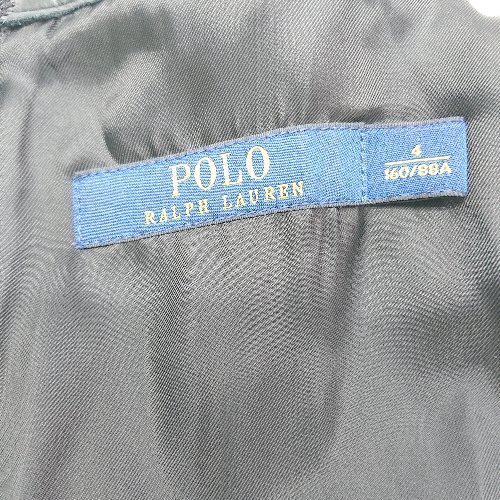 POLO
RALPH LAUREN
4
160/88A